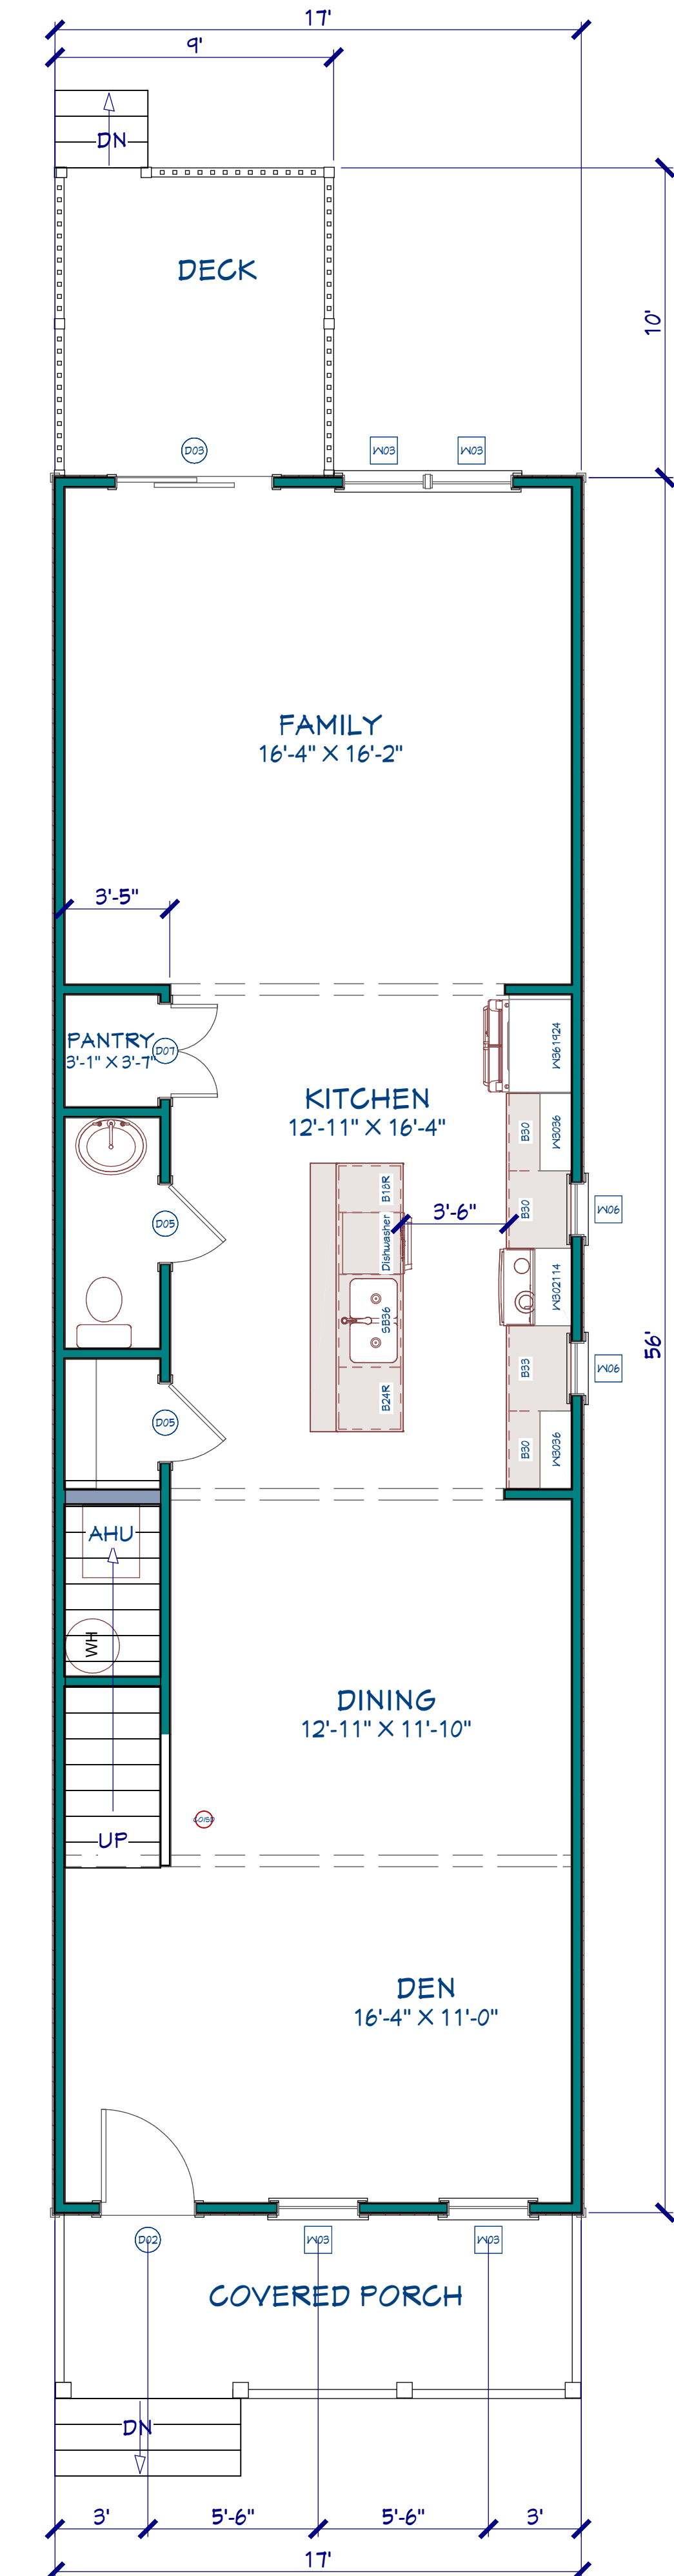 17'
9'
DN
DECK
10'
D03
W03
W03
FAMILY
16'-4" X 16'-2"
3'-5"
PANTRY
3'-1" X 3'-7"
D07
W361924
KITCHEN
12'-11" X 16'-4"
B30
W3036
B18R
3'-6"
B30
W06
D05
Dishwasher
W302114
SB36
56'
B33
W06
B24R
D05
B30
W3036
AHU
WH
DINING
12'-11" X 11'-10"
UP
DEN
16'-4" X 11'-0"
D02
W03
W03
COVERED PORCH
DN
3'
5'-6"
5'-6"
3'
17'